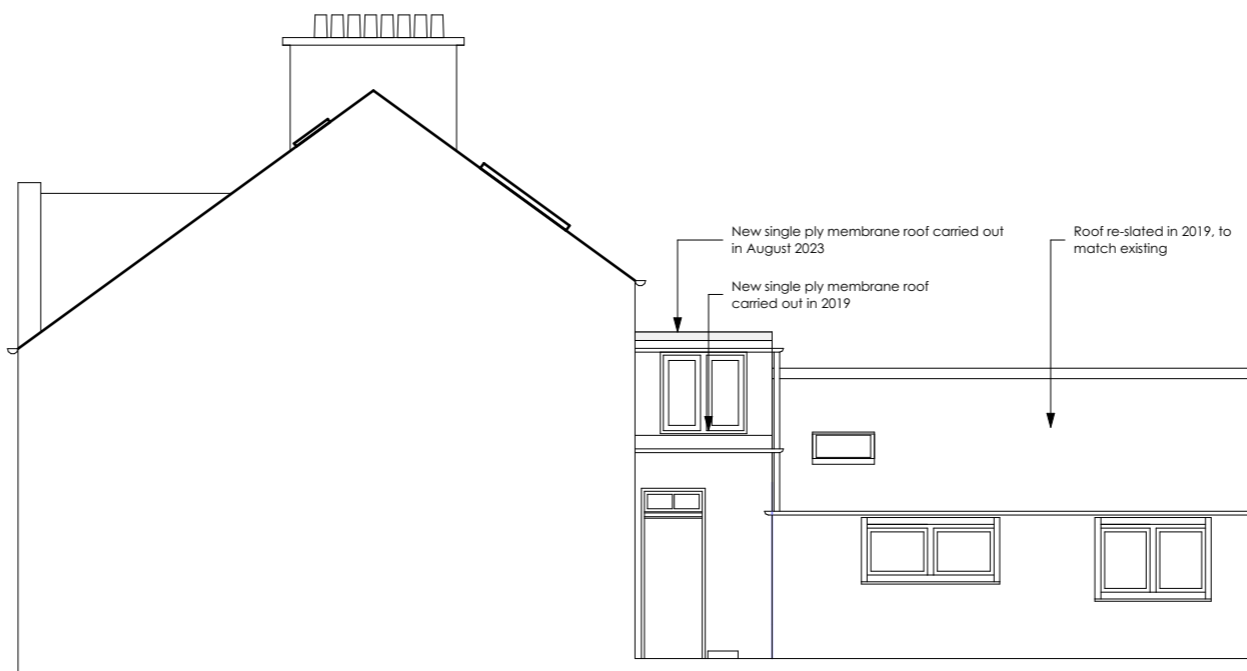 New single ply membrane roof carried out
in August 2023
New single ply membrane roof
carried out in 2019
Roof re-slated in 2019, to
match existing